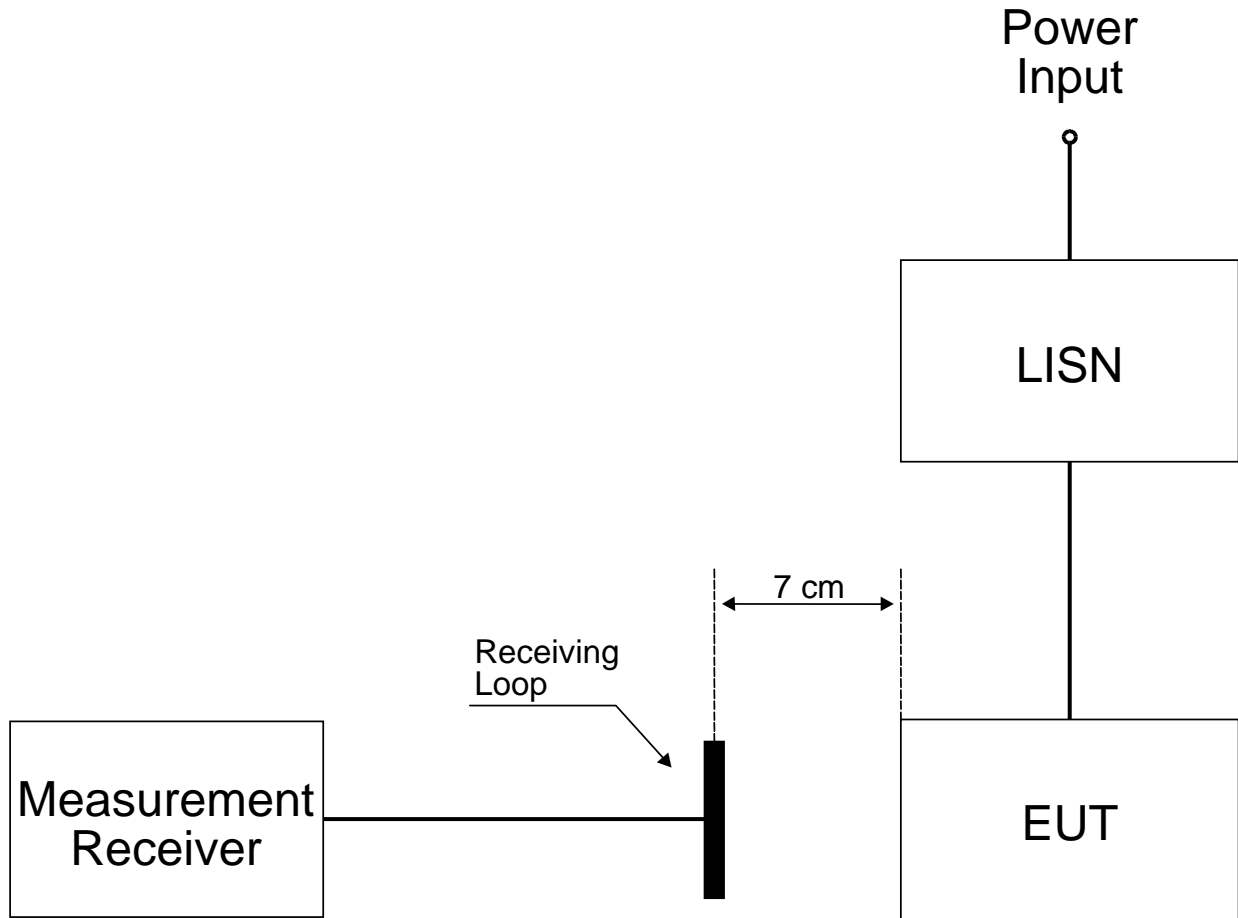 Power
Input
LISN
7 cm
Receiving
Loop
Measurement
Receiver
EUT